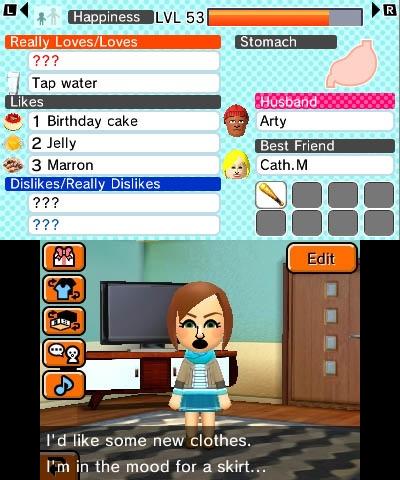 L Happiness LVL 53 R
Really Loves/Loves
???
Tap water
Likes
1 Birthday cake
2 Jelly
3 Marron
Dislikes/Really Dislikes
???
???
Stomach
Husband
Arty
Best Friend
Cath.M
Edit
I'd like some new clothes.
I'm in the mood for a skirt...